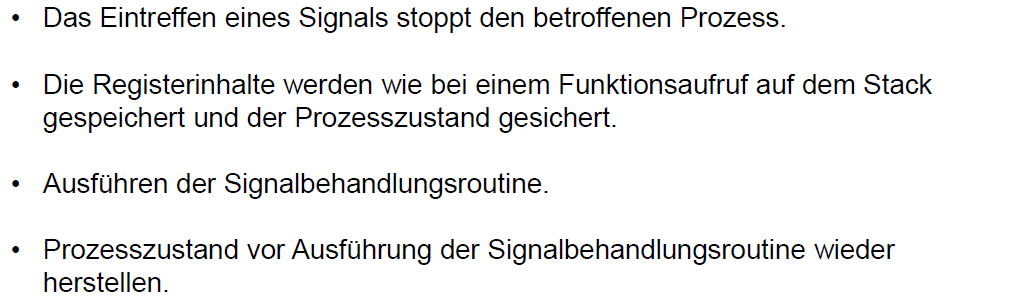 • Das Eintreffen eines Signals stoppt den betroffenen Prozess.
• Die Registerinhalte werden wie bei einem Funktionsaufruf auf dem Stack
gespeichert und der Prozesszustand gesichert.
• Ausführen der Signalbehandlungsroutine.
• Prozesszustand vor Ausführung der Signalbehandlungsroutine wieder
herstellen.